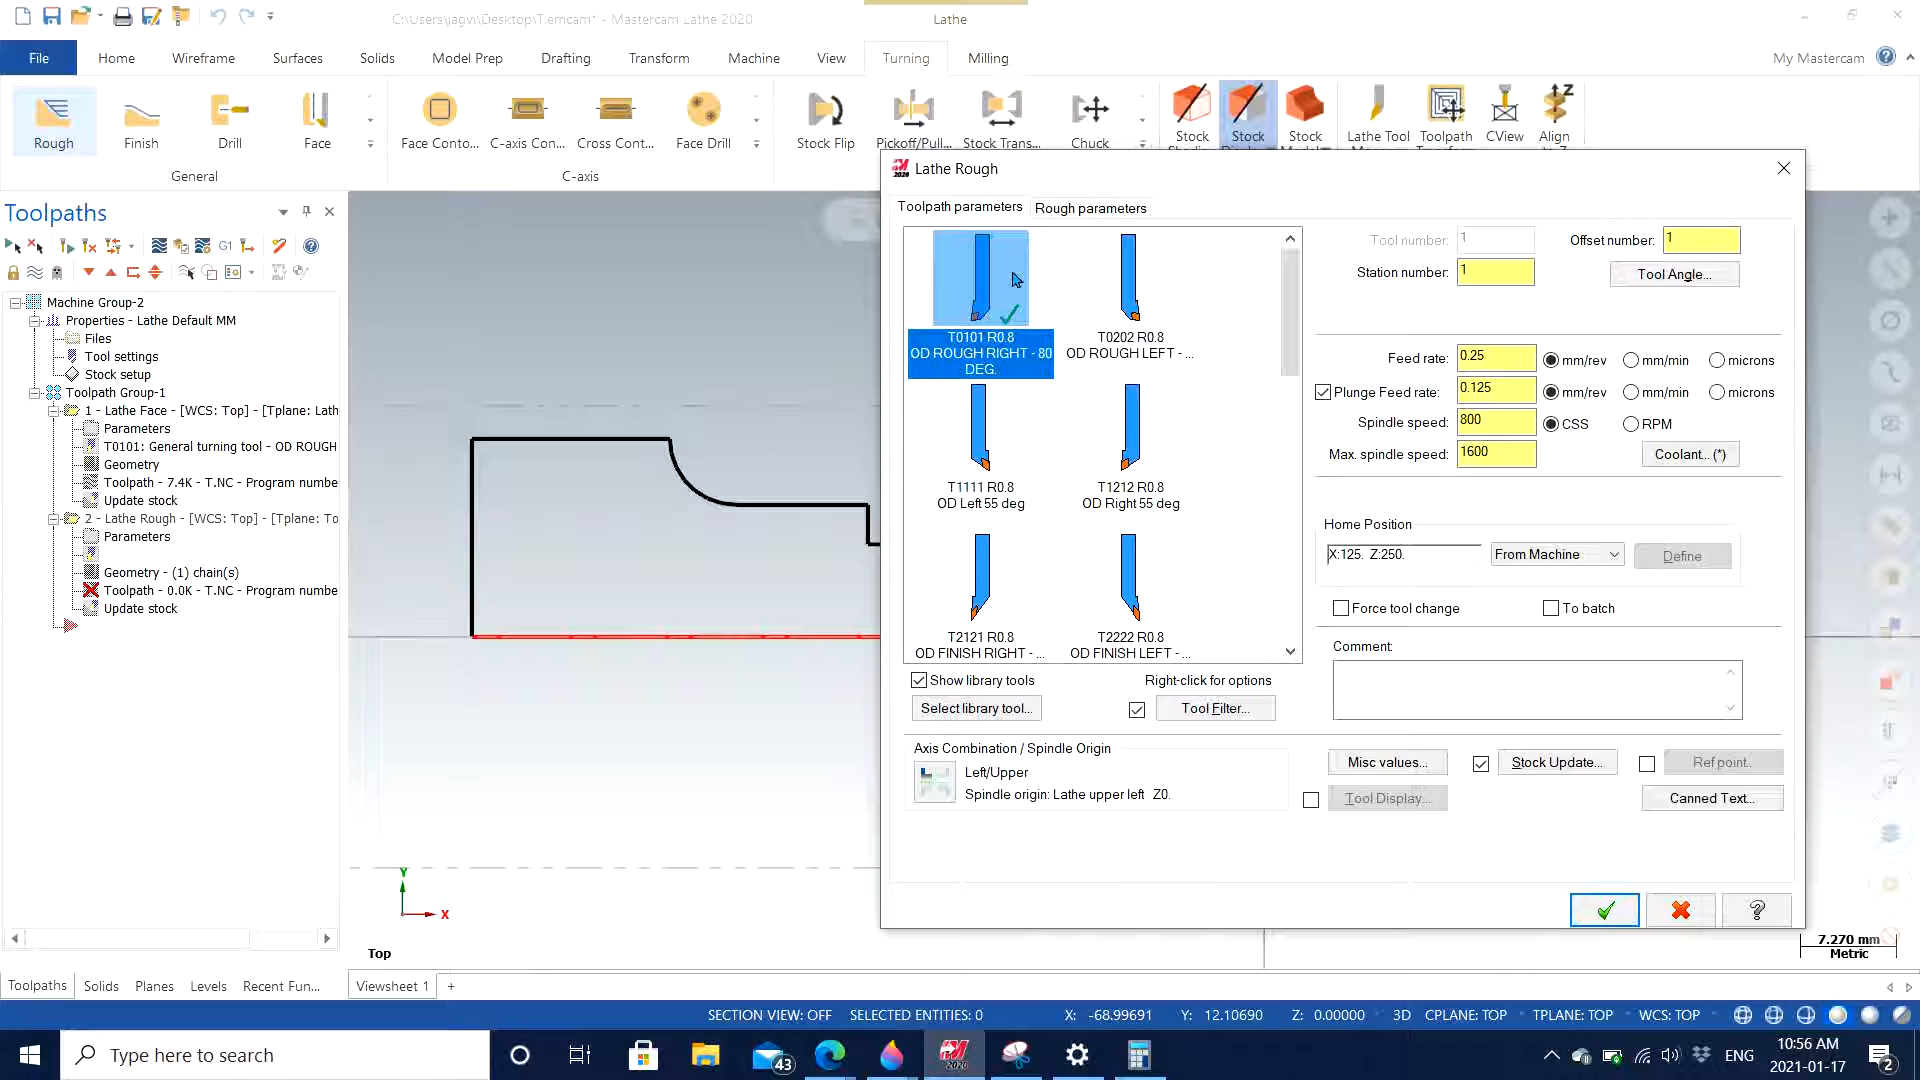 C:\Users\jagvi\Desktop\T.emcam* - Mastercam Lathe 2020
Lathe
File
Home
Wireframe
Surfaces
Solids
Model Prep
Drafting
Transform
Machine
View
Turning
Milling
My Mastercam
Rough
Finish
Drill
Face
Face Conto...
C-axis Con...
Cross Cont...
Face Drill
Stock Flip
Pickoff/Pull...
Stock Trans...
Chuck
Stock
Stock
Stock
Lathe Tool
Toolpath
CView
Align
General
C-axis
Lathe Rough
Toolpaths
Toolpath parameters
Rough parameters
G1
Machine Group-2
Properties - Lathe Default MM
Files
Tool settings
Stock setup
Toolpath Group-1
1 - Lathe Face - [WCS: Top] - [Tplane: Lath
Parameters
T0101: General turning tool - OD ROUGH
Geometry
Toolpath - 7.4K - T.NC - Program numbe
Update stock
2 - Lathe Rough - [WCS: Top] - [Tplane: To
Parameters
Geometry - (1) chain(s)
Toolpath - 0.0K - T.NC - Program numbe
Update stock
T0101 R0.8
OD ROUGH RIGHT - 80
DEG.
T0202 R0.8
OD ROUGH LEFT - ...
T1111 R0.8
OD Left 55 deg
T1212 R0.8
OD Right 55 deg
T2121 R0.8
OD FINISH RIGHT - ...
T2222 R0.8
OD FINISH LEFT - ...
Tool number: 1
Offset number: 1
Station number: 1
Tool Angle...
Feed rate: 0.25 mm/rev mm/min microns
Plunge Feed rate: 0.125 mm/rev mm/min microns
Spindle speed: 800 CSS RPM
Max. spindle speed: 1600
Coolant... (*)
Home Position
X:125. Z:250.
From Machine
Define
Force tool change
To batch
Comment:
Show library tools
Right-click for options
Select library tool...
Tool Filter...
Axis Combination / Spindle Origin
Left/Upper
Spindle origin: Lathe upper left Z0.
Misc values...
Stock Update...
Ref point..
Tool Display...
Canned Text...
Y
X
Top
7.270 mm
Metric
Toolpaths
Solids
Planes
Levels
Recent Fun...
Viewsheet 1
+
SECTION VIEW: OFF
SELECTED ENTITIES: 0
X: -68.99691
Y: 12.10690
Z: 0.00000
3D
CPLANE: TOP
TPLANE: TOP
WCS: TOP
Type here to search
43
2020
ENG
10:56 AM
2021-01-17
2